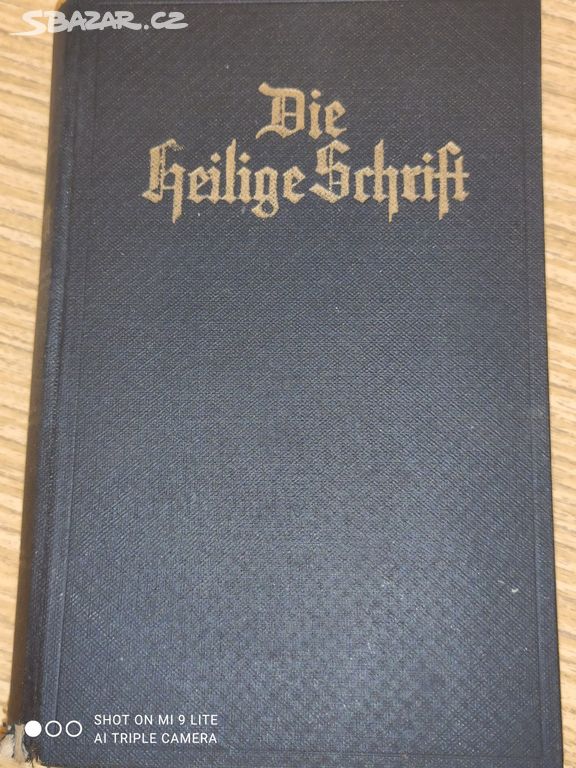 SBAZAR.CZ
Die
Heilige Schrift
SHOT ON MI 9 LITE
AI TRIPLE CAMERA